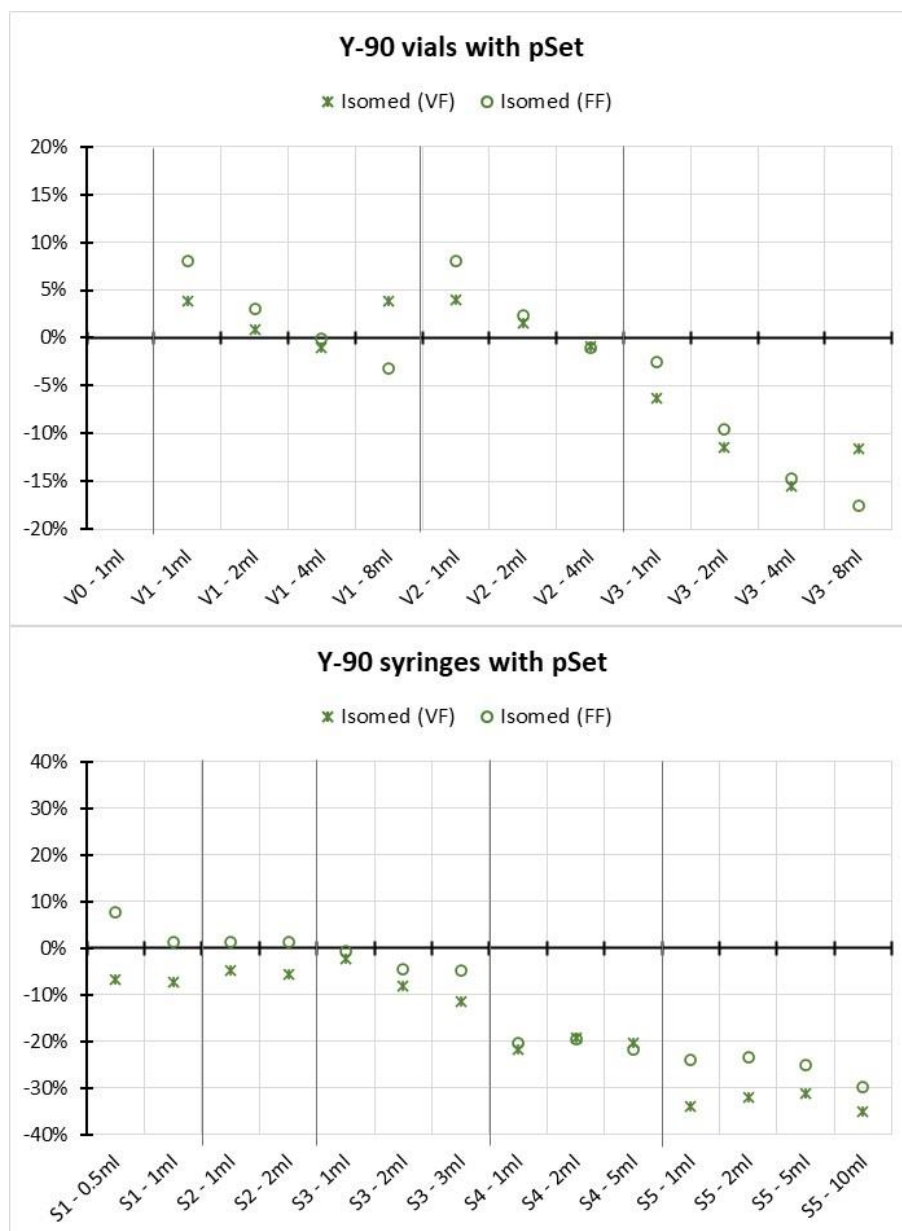 Y-90 vials with pSet
Isomed (VF) Isomed (FF)
20%
15%
10%
5%
0%
-5%
-10%
-15%
-20%
V0 - 1ml
V1 - 1ml
V1 - 2ml
V1 - 4ml
V1 - 8ml
V2 - 1ml
V2 - 2ml
V2 - 4ml
V3 - 1ml
V3 - 2ml
V3 - 4ml
V3 - 8ml
Y-90 syringes with pSet
Isomed (VF) Isomed (FF)
40%
30%
20%
10%
0%
-10%
-20%
-30%
-40%
S1 - 0.5ml
S1 - 1ml
S2 - 1ml
S2 - 2ml
S3 - 1ml
S3 - 2ml
S3 - 3ml
S4 - 1ml
S4 - 2ml
S4 - 5ml
S5 - 1ml
S5 - 2ml
S5 - 5ml
S5 - 10ml